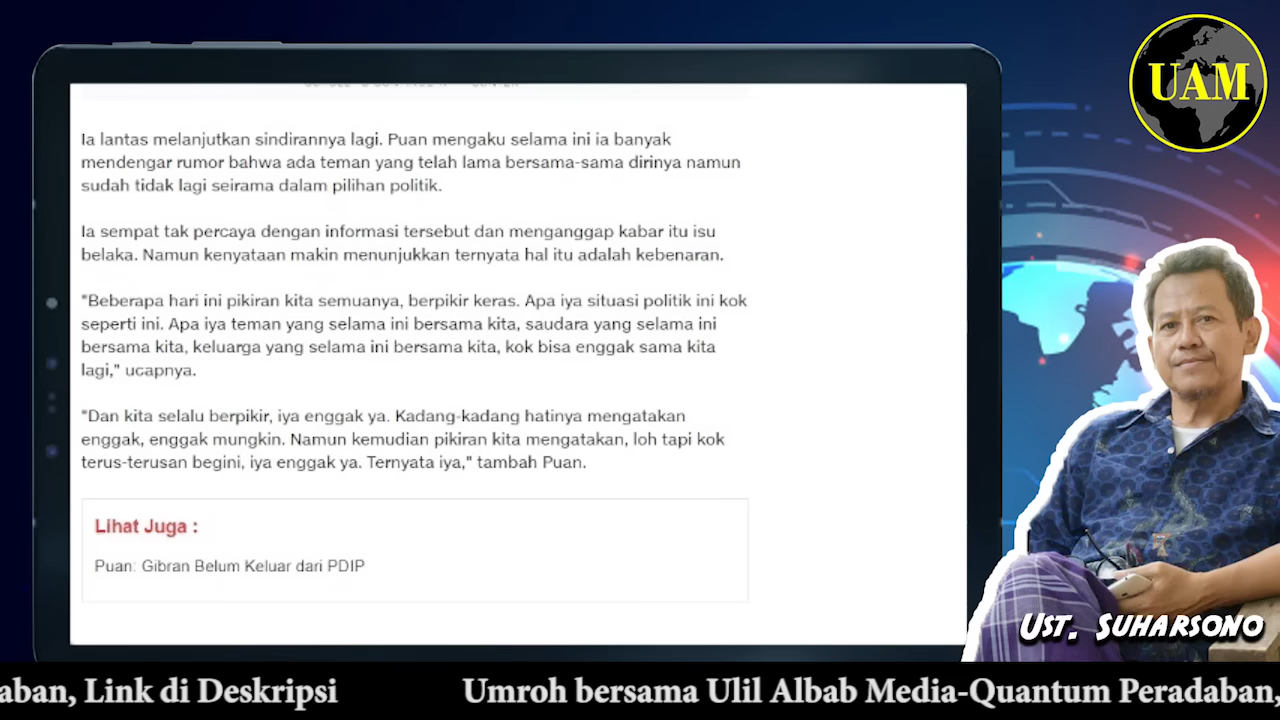 UAM
Ia lantas melanjutkan sindirannya lagi. Puan mengaku selama ini ia banyak
mendengar rumor bahwa ada teman yang telah lama bersama-sama dirinya namun
sudah tidak lagi seirama dalam pilihan politik.
Ia sempat tak percaya dengan informasi tersebut dan menganggap kabar itu isu
belaka. Namun kenyataan makin menunjukkan ternyata hal itu adalah kebenaran.
"Beberapa hari ini pikiran kita semuanya, berpikir keras. Apa iya situasi politik ini kok
seperti ini. Apa iya teman yang selama ini bersama kita, saudara yang selama ini
bersama kita, keluarga yang selama ini bersama kita, kok bisa enggak sama kita
lagi," ucapnya.
"Dan kita selalu berpikir, iya enggak ya. Kadang-kadang hatinya mengatakan
enggak, enggak mungkin. Namun kemudian pikiran kita mengatakan, loh tapi kok
terus-terusan begini, iya enggak ya. Ternyata iya," tambah Puan.
Lihat Juga :
Puan: Gibran Belum Keluar dari PDIP
UST. SUHARSONO
aban, Link di Deskripsi Umroh bersama Ulil Albab Media-Quantum Peradaban,